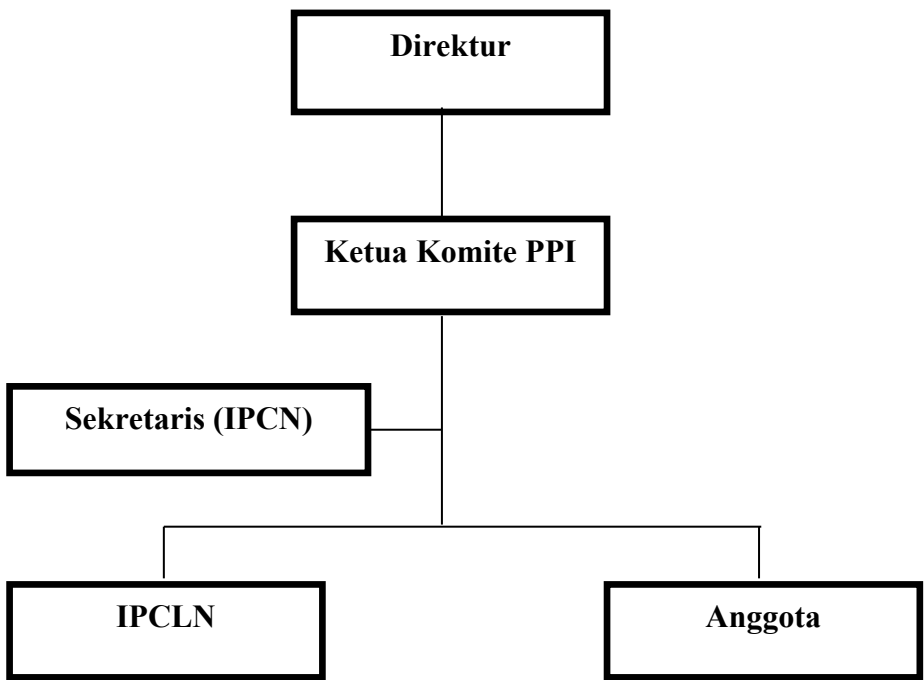 Direktur
Ketua Komite PPI
Sekretaris (IPCN)
IPCLN
Anggota